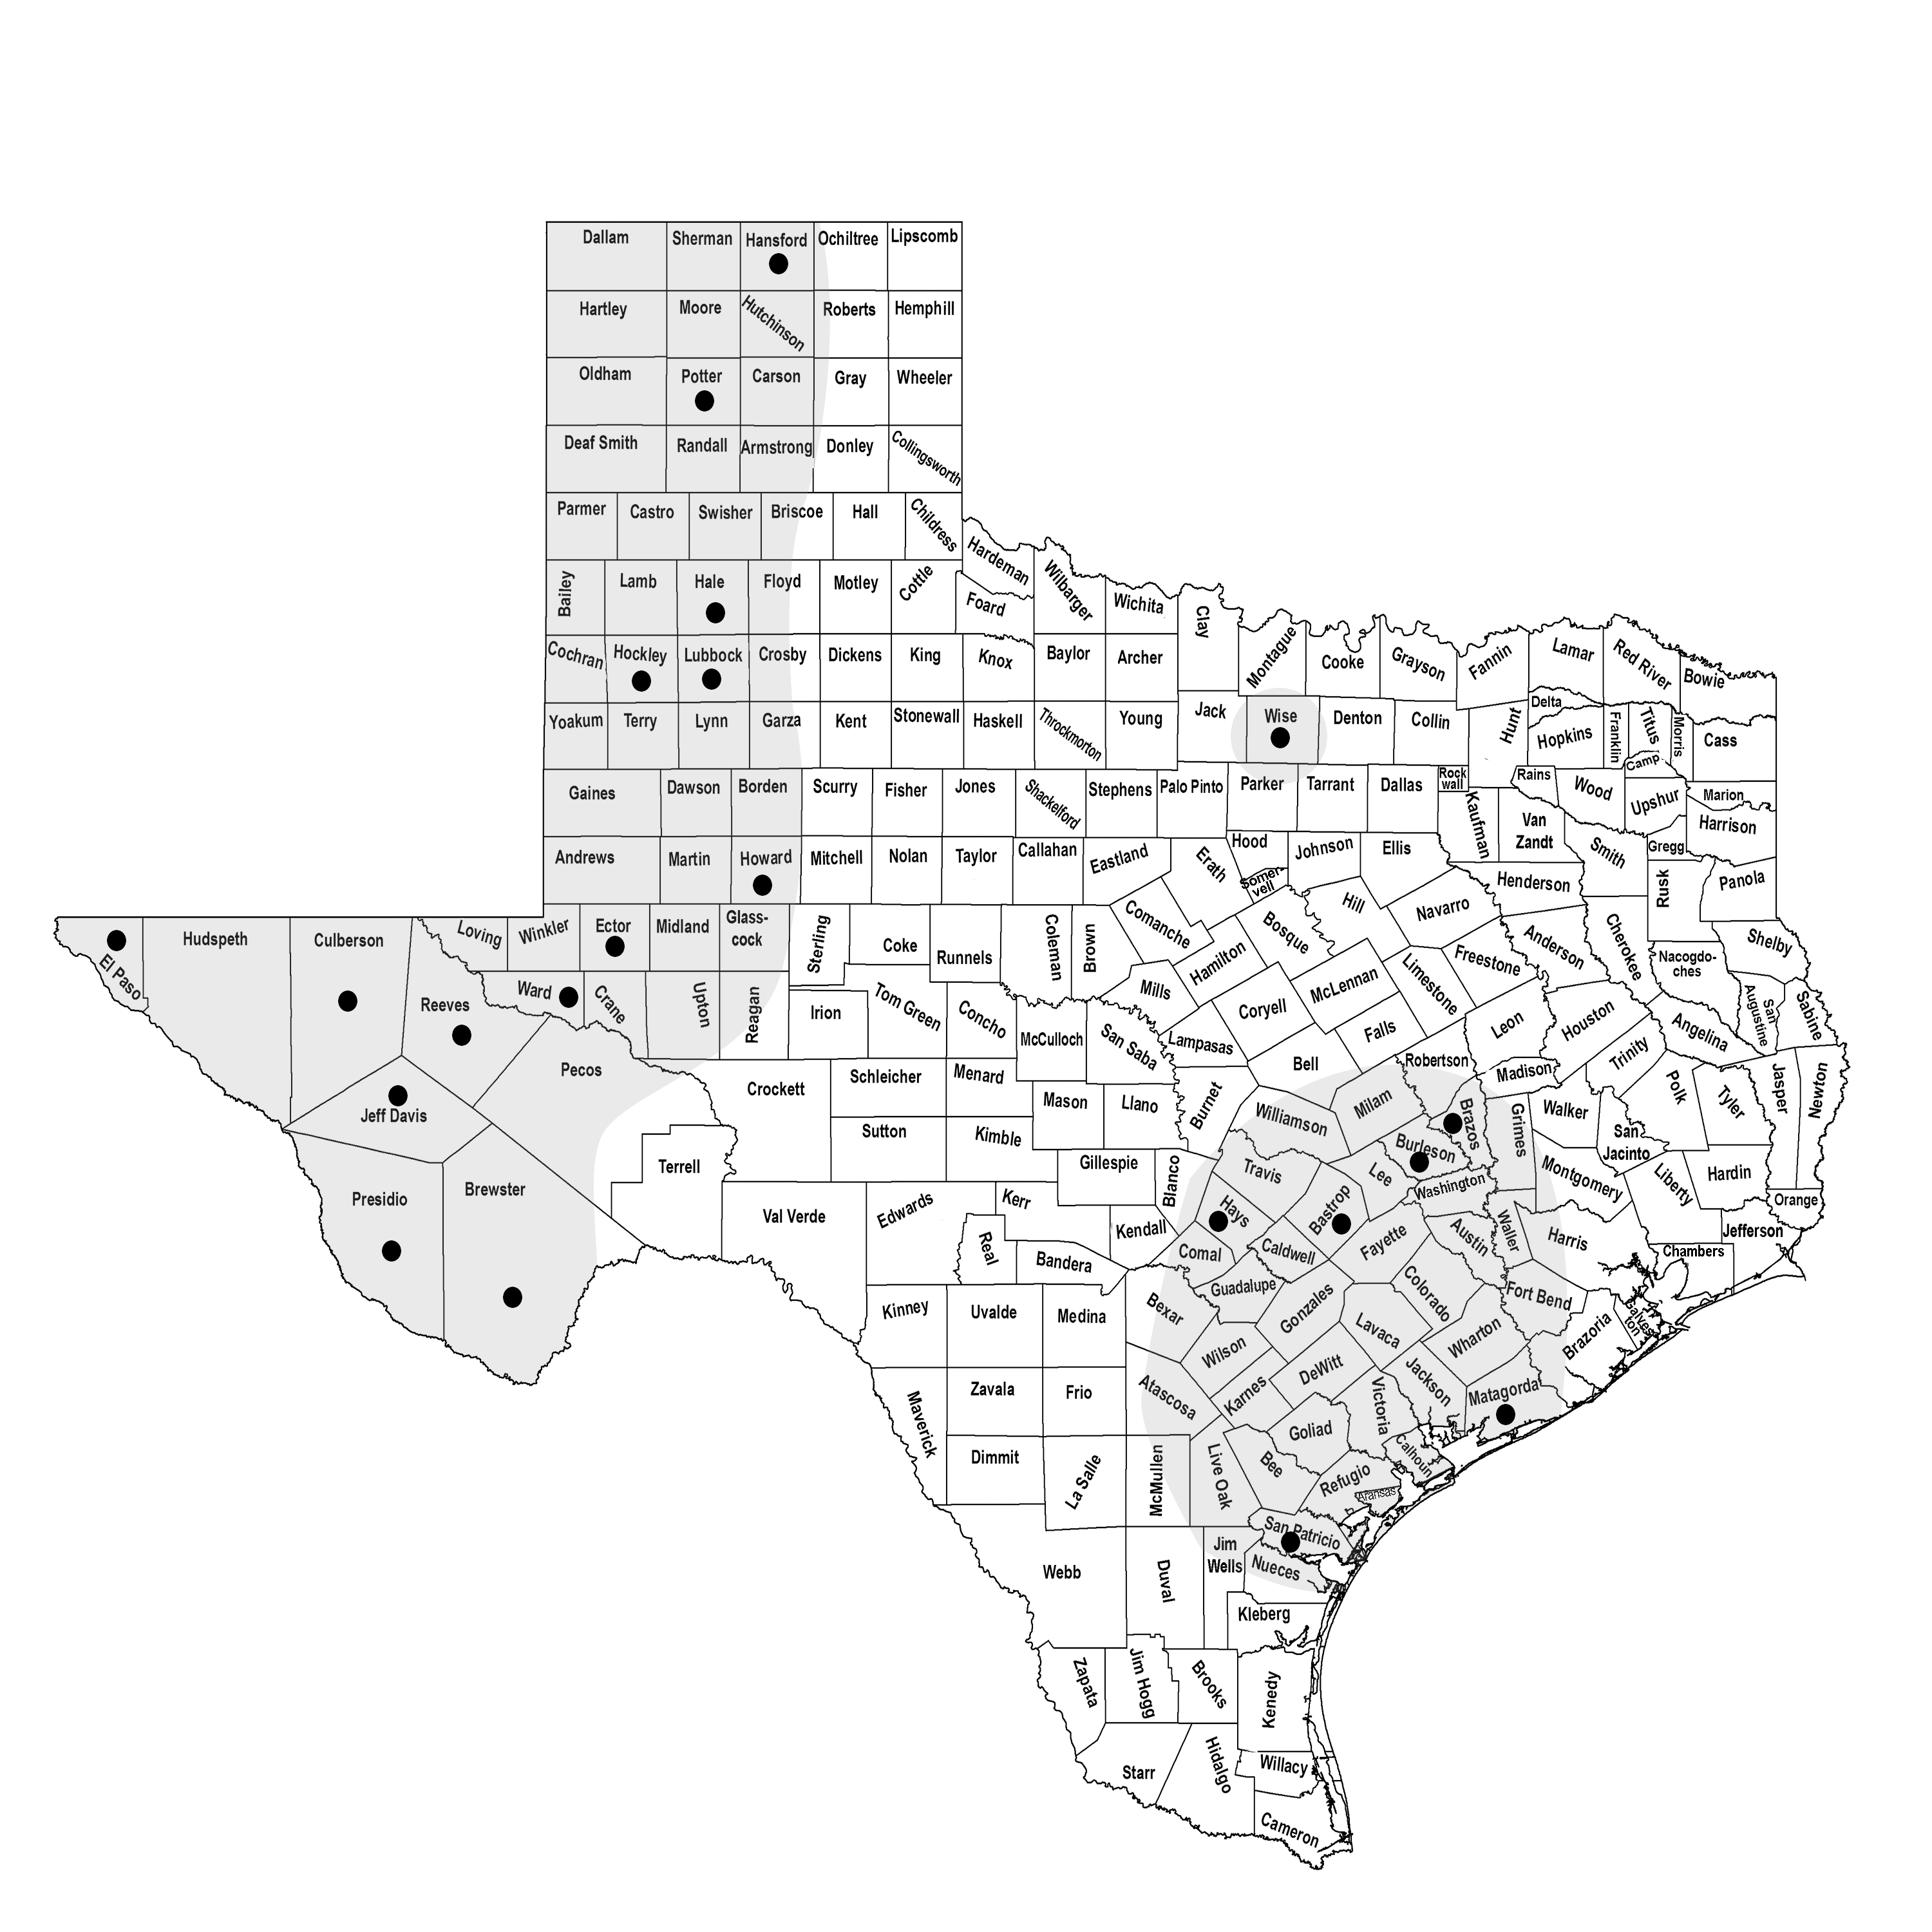 Dallam
Sherman
Hansford
Ochiltree
Lipscomb
Hartley
Moore
Hutchinson
Roberts
Hemphill
Oldham
Potter
Carson
Gray
Wheeler
Deaf Smith
Randall
Armstrong
Donley
Collingsworth
Parmer
Castro
Swisher
Briscoe
Hall
Childress
Hardeman
Bailey
Lamb
Hale
Floyd
Motley
Cottle
Foard
Wilbarger
Wichita
Clay
Montague
Cooke
Grayson
Fannin
Lamar
Red River
Bowie
Cochran
Hockley
Lubbock
Crosby
Dickens
King
Knox
Baylor
Archer
Yoakum
Terry
Lynn
Garza
Kent
Stonewall
Haskell
Throckmorton
Young
Jack
Wise
Denton
Collin
Hunt
Delta
Hopkins
Franklin
Titus
Morris
Cass
Camp
Gaines
Dawson
Borden
Scurry
Fisher
Jones
Shackelford
Stephens
Palo Pinto
Parker
Tarrant
Dallas
Rock
wall
Kaufman
Rains
Van
Zandt
Wood
Upshur
Marion
Harrison
Andrews
Martin
Howard
Mitchell
Nolan
Taylor
Callahan
Eastland
Erath
Hood
Somer-
vell
Johnson
Ellis
Henderson
Smith
Gregg
Rusk
Panola
El Paso
Hudspeth
Culberson
Reeves
Loving
Winkler
Ector
Midland
Glass-
cock
Sterling
Coke
Runnels
Coleman
Brown
Comanche
Hamilton
Bosque
Hill
Navarro
Freestone
Anderson
Cherokee
Nacogdo-
ches
Shelby
Ward
Crane
Upton
Reagan
Irion
Tom Green
Concho
McCulloch
San Saba
Mills
Lampasas
Coryell
McLennan
Limestone
Falls
Leon
Houston
Angelina
San
Augustine
Sabine
Jeff Davis
Pecos
Crockett
Schleicher
Menard
Mason
Llano
Burnet
Bell
Robertson
Madison
Trinity
Polk
Tyler
Jasper
Newton
Williamson
Milam
Brazos
Grimes
Walker
San
Jacinto
Presidio
Brewster
Terrell
Sutton
Kimble
Gillespie
Blanco
Travis
Lee
Burleson
Washington
Montgomery
Liberty
Hardin
Orange
Val Verde
Edwards
Kerr
Real
Bandera
Kendall
Hays
Comal
Caldwell
Bastrop
Fayette
Austin
Waller
Harris
Chambers
Jefferson
Kinney
Uvalde
Medina
Bexar
Guadalupe
Gonzales
Colorado
Fort Bend
Galves-
ton
Brazoria
Wilson
Lavaca
Wharton
Maverick
Zavala
Frio
Atascosa
Karnes
DeWitt
Victoria
Jackson
Matagorda
Dimmit
La Salle
McMullen
Live Oak
Bee
Goliad
Refugio
Calhoun
Aransas
San Patricio
Webb
Duval
Jim
Wells
Nueces
Kleberg
Zapata
Jim Hogg
Brooks
Kenedy
Starr
Hidalgo
Willacy
Cameron